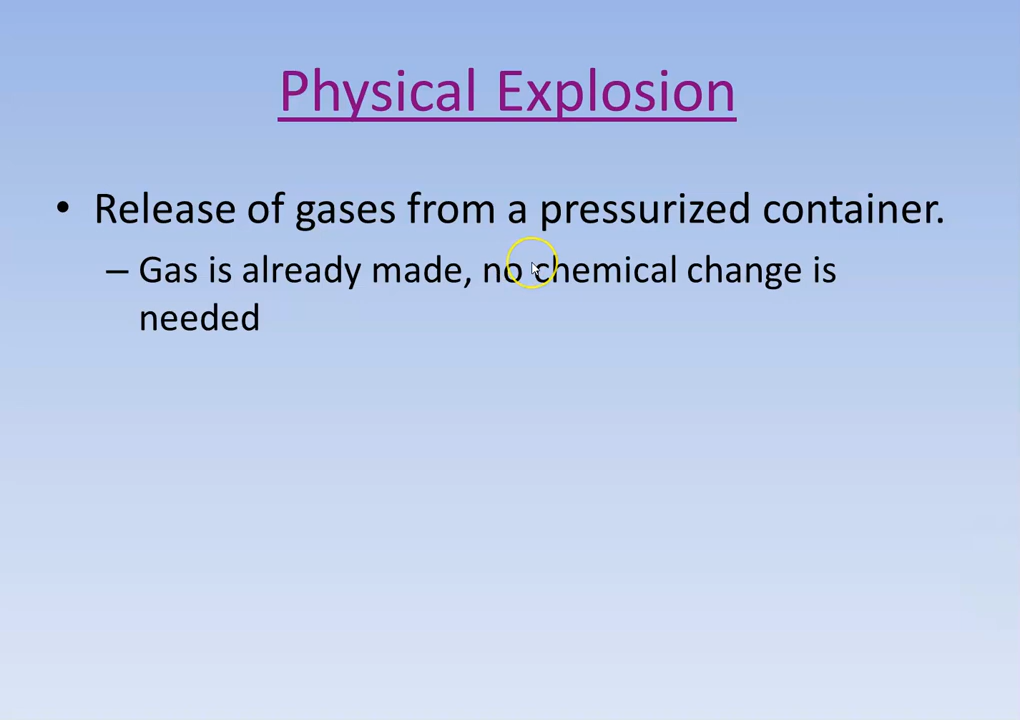 Physical Explosion
• Release of gases from a pressurized container.
– Gas is already made, no chemical change is
needed